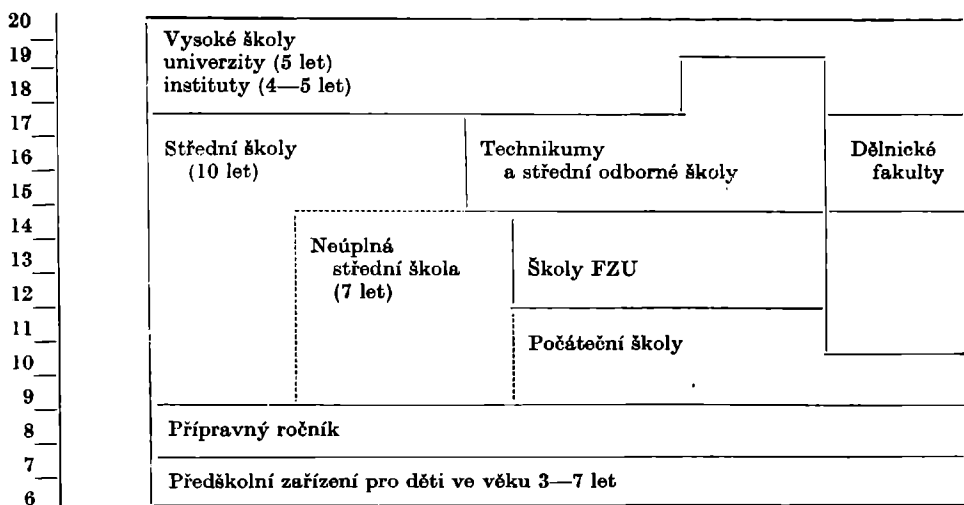 20
19
18
17
16
15
14
13
12
11
10
9
8
7
6
Vysoké školy
univerzity (5 let)
instituty (4—5 let)
Střední školy
(10 let)
Technikumy
a střední odborné školy
Dělnické
fakulty
Neúplná
střední škola
(7 let)
Školy FZU
Počáteční školy
Přípravný ročník
Předškolní zařízení pro děti ve věku 3—7 let